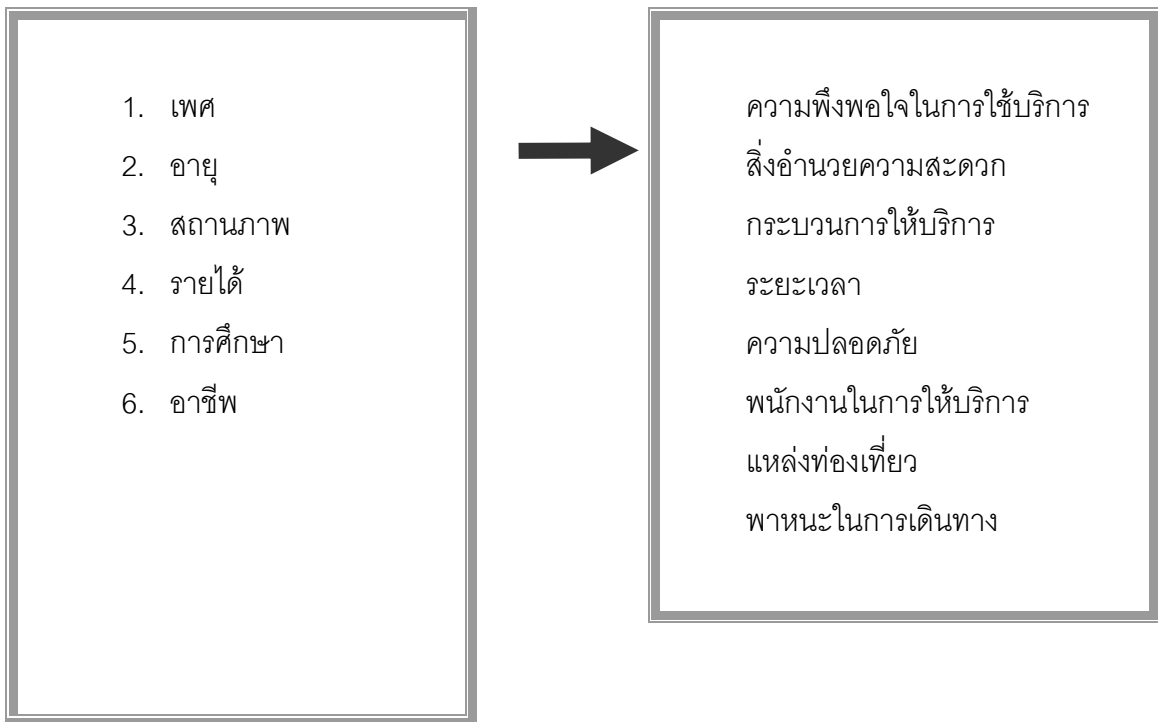 1. เพศ
2. อายุ
3. สถานภาพ
4. รายได้
5. การศึกษา
6. อาชีพ
ความพึงพอใจในการใช้บริการ
สิ่งอำนวยความสะดวก
กระบวนการให้บริการ
ระยะเวลา
ความปลอดภัย
พนักงานในการให้บริการ
แหล่งท่องเที่ยว
พาหนะในการเดินทาง